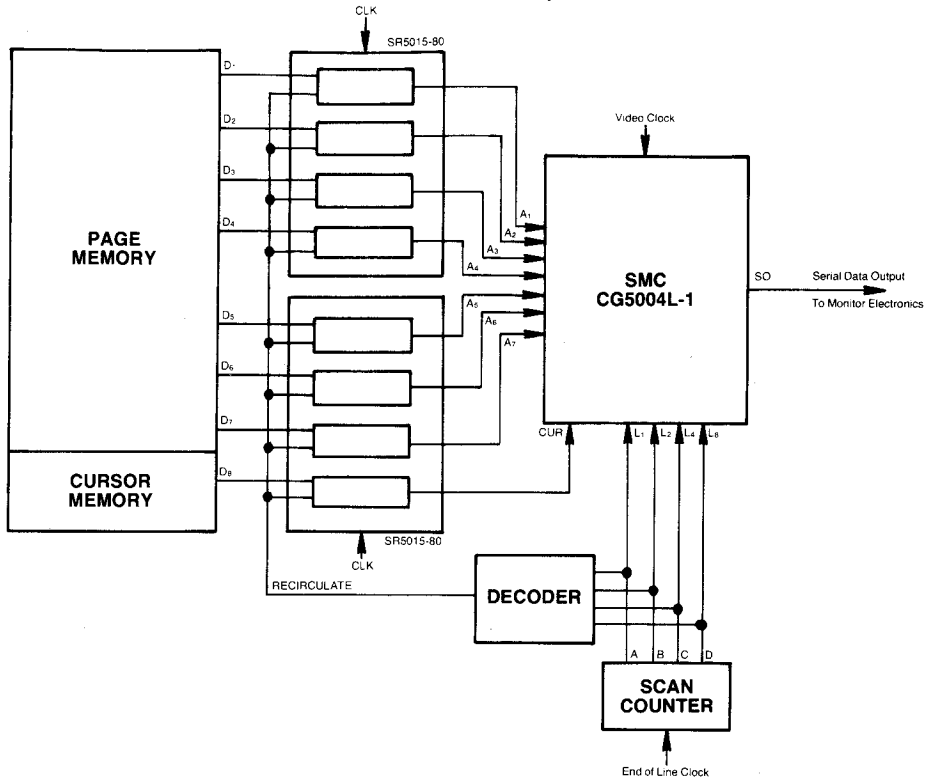 CLK
SR5015-80
D1
D2
D3
D4
D5
D6
D7
D8
PAGE
MEMORY
CURSOR
MEMORY
Video Clock
A1
A2
A3
A4
A5
A6
A7
SMC
CG5004L-1
SO
Serial Data Output
To Monitor Electronics
CUR
L1
L2
L4
L8
SR5015-80
CLK
RECIRCULATE
DECODER
A
B
C
D
SCAN
COUNTER
End of Line Clock